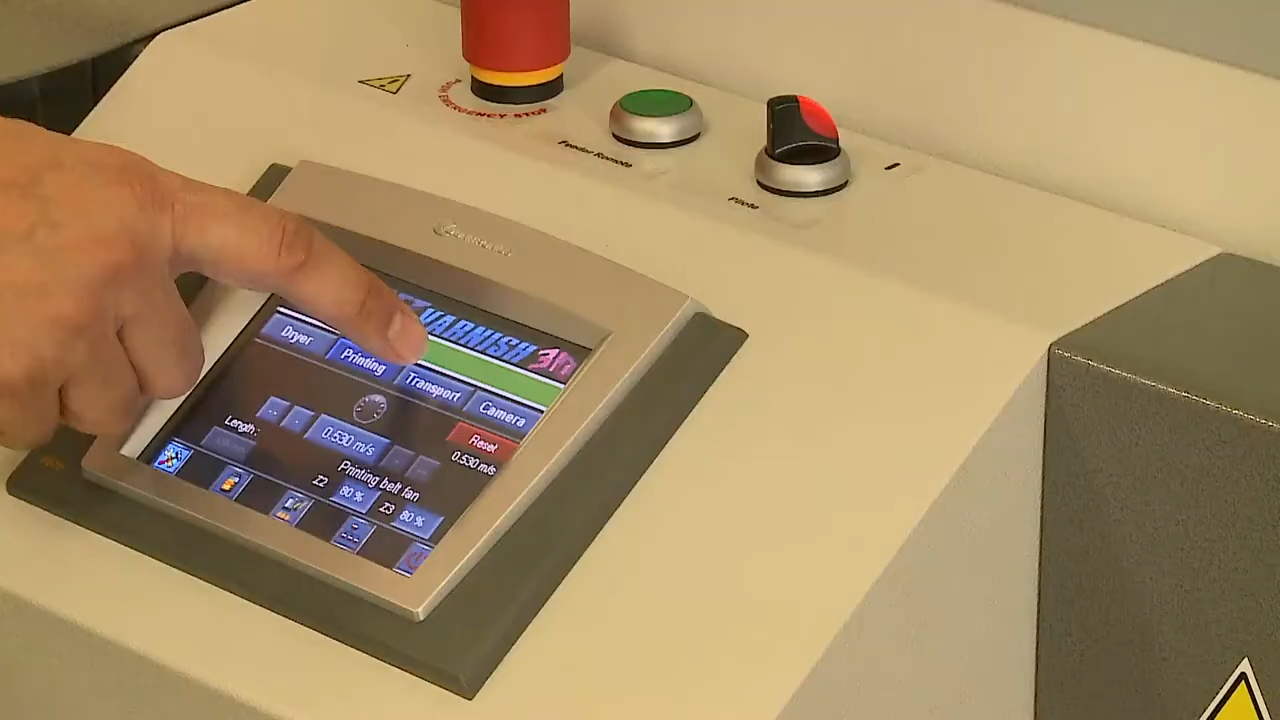 EMERGENCY STOP
Feeder Remote
Pilote
I
VARNISH 3D
Dryer
Printing
Transport
Camera
Reset
0.530 m/s
0.530 m/s
Length:
Printing belt fan
Z2 80 %
Z3 80 %